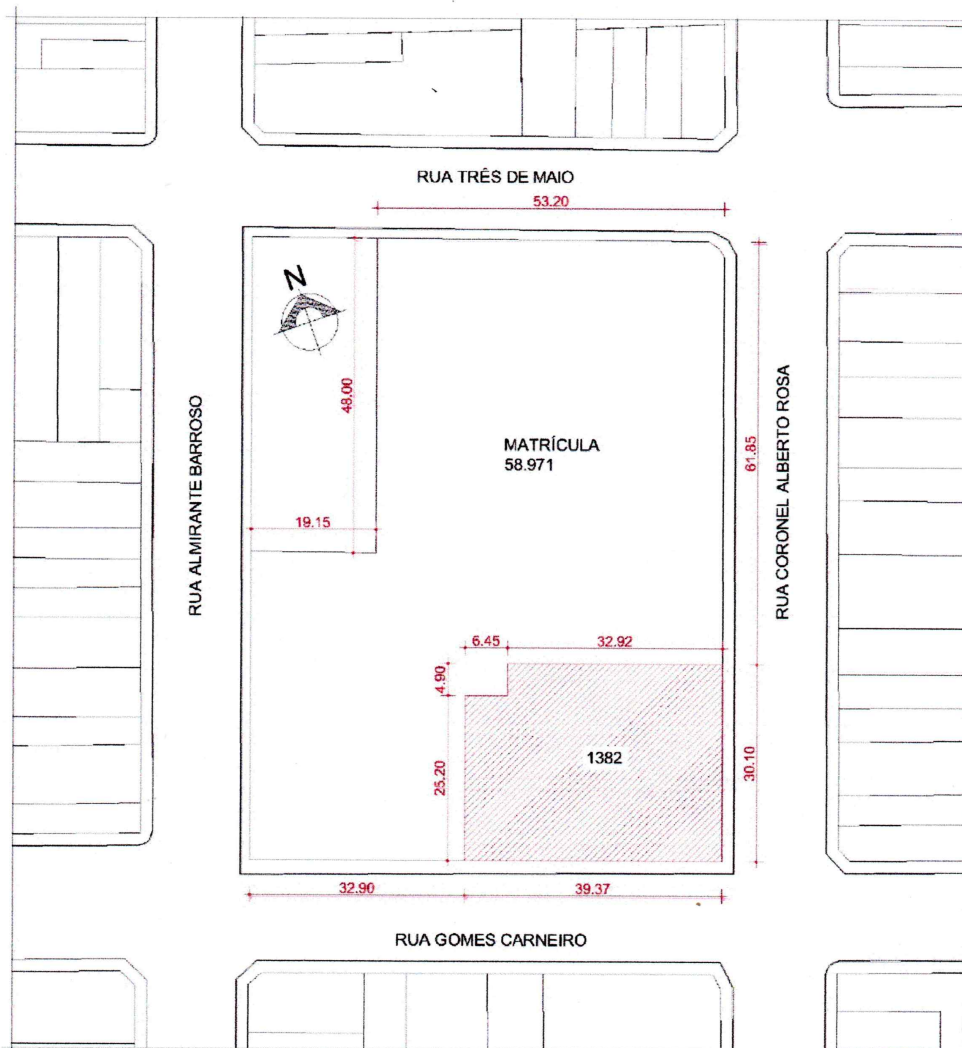 RUA TRÊS DE MAIO
53.20
N
48.00
RUA ALMIRANTE BARROSO
MATRÍCULA
58.971
61.85
RUA CORONEL ALBERTO ROSA
19.15
6.45
32.92
4.90
1382
25.20
30.10
32.90
39.37
RUA GOMES CARNEIRO